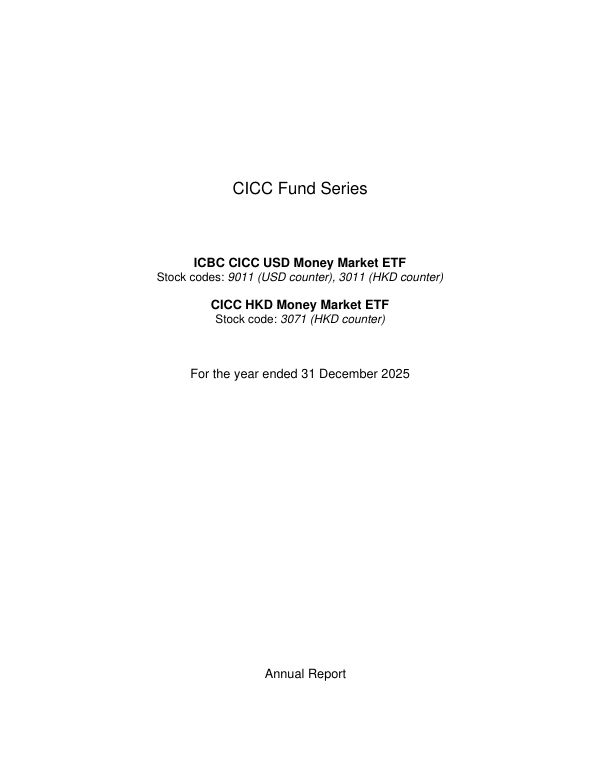 CICC Fund Series
ICBC CICC USD Money Market ETF
Stock codes: 9011 (USD counter), 3011 (HKD counter)
CICC HKD Money Market ETF
Stock code: 3071 (HKD counter)
For the year ended 31 December 2025
Annual Report